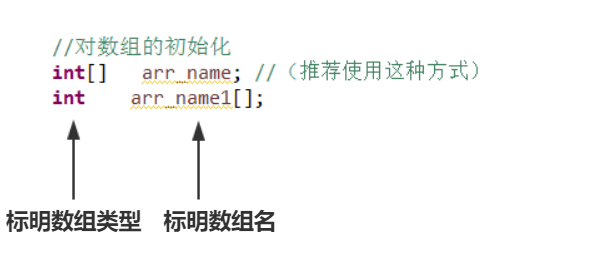 //对数组的初始化
int[] arr_name; //（推荐使用这种方式）
int arr_name1[];
标明数组类型 标明数组名